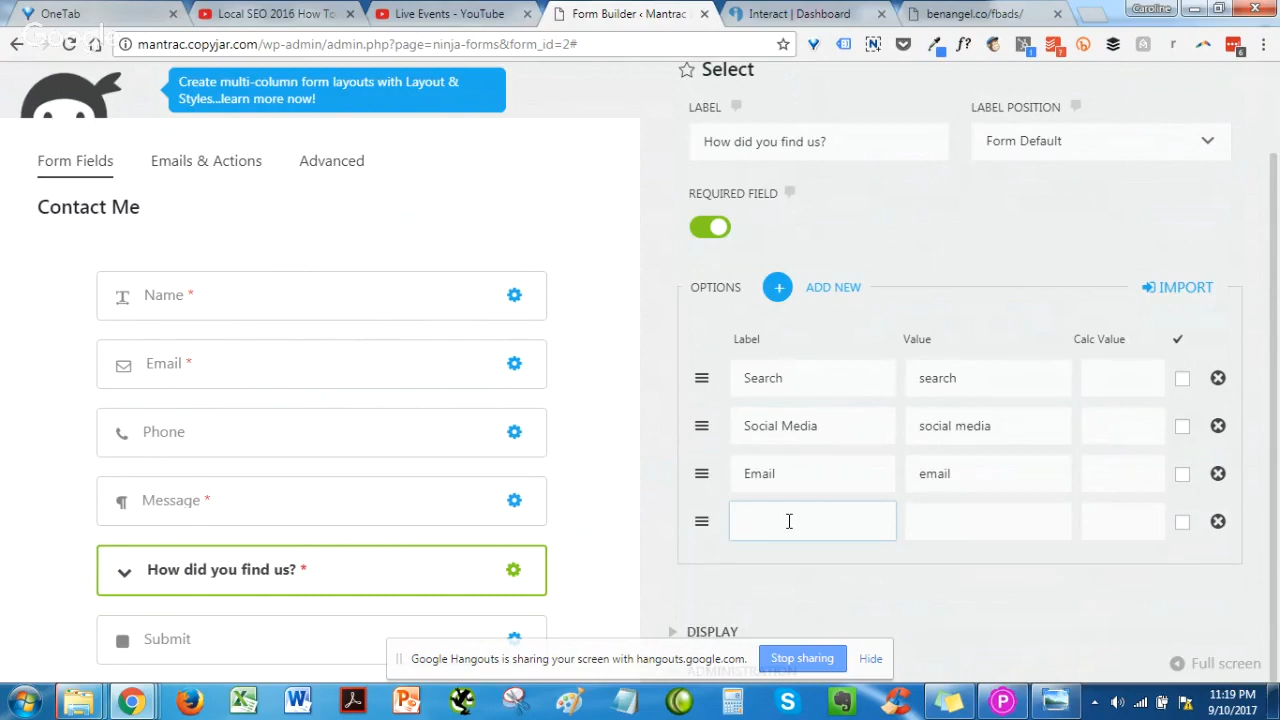 OneTab
Local SEO 2016 How To
Live Events - YouTube
Form Builder ‹ Mantrac
Interact | Dashboard
benangel.co/fbads/
Caroline
mantrac.copyjar.com/wp-admin/admin.php?page=ninja-forms&form_id=2#
Create multi-column form layouts with Layout &
Styles...learn more now!
Form Fields
Emails & Actions
Advanced
Contact Me
Name *
Email *
Phone
Message *
How did you find us? *
Submit
Select
LABEL
LABEL POSITION
How did you find us?
Form Default
REQUIRED FIELD
OPTIONS
ADD NEW
IMPORT
Label
Value
Calc Value
Search
search
Social Media
social media
Email
email
DISPLAY
ADMINISTRATION
Google Hangouts is sharing your screen with hangouts.google.com.
Stop sharing
Hide
Full screen
11:19 PM
9/10/2017